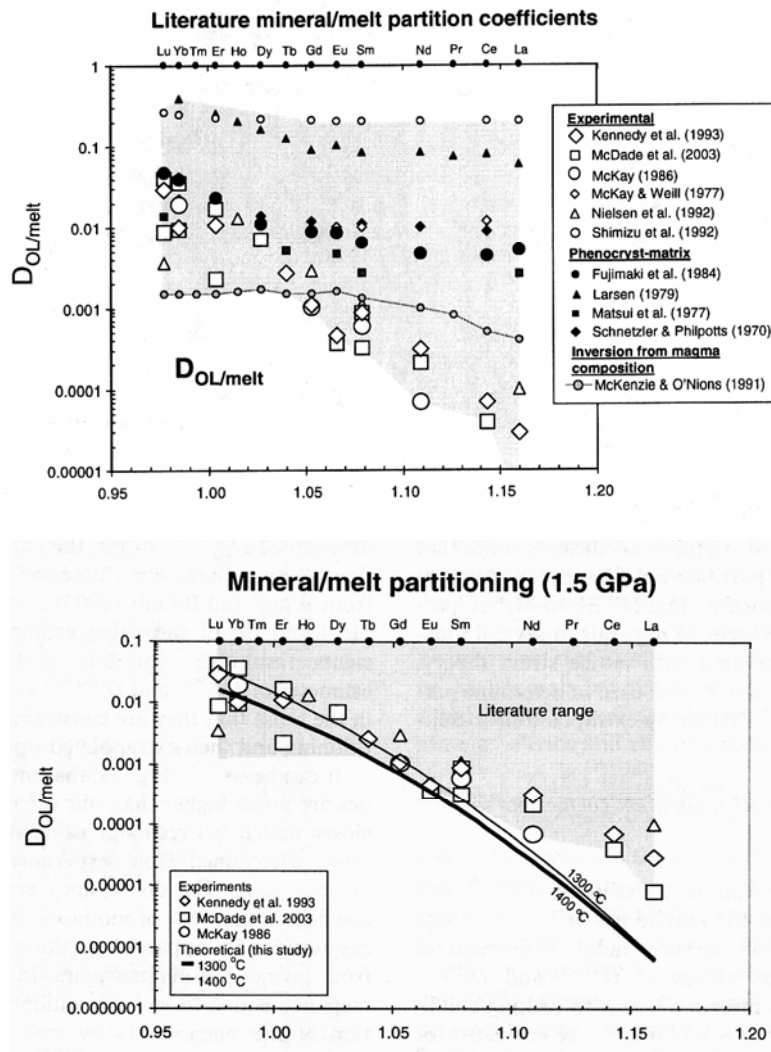 Literature mineral/melt partition coefficients
Lu Yb Tm Er Ho Dy Tb Gd Eu Sm Nd Pr Ce La
1
0.1
0.01
0.001
0.0001
0.00001
D OL/melt
D OL/melt
0.95 1.00 1.05 1.10 1.15 1.20
Experimental
Kennedy et al. (1993)
McDade et al. (2003)
McKay (1986)
McKay & Weill (1977)
Nielsen et al. (1992)
Shimizu et al. (1992)
Phenocryst-matrix
Fujimaki et al. (1984)
Larsen (1979)
Matsui et al. (1977)
Schnetzler & Philpotts (1970)
Inversion from magma
composition
McKenzie & O'Nions (1991)
Mineral/melt partitioning (1.5 GPa)
Lu Yb Er Ho Dy Tb Gd Eu Sm Nd Pr Ce La
0.1
0.01
0.001
0.0001
0.00001
0.000001
0.0000001
D OL/melt
Literature range
1300 °C
1400 °C
Experiments
Kennedy et al. 1993
McDade et al. 2003
McKay 1986
Theoretical (this study)
1300 °C
1400 °C
0.95 1.00 1.05 1.10 1.15 1.20